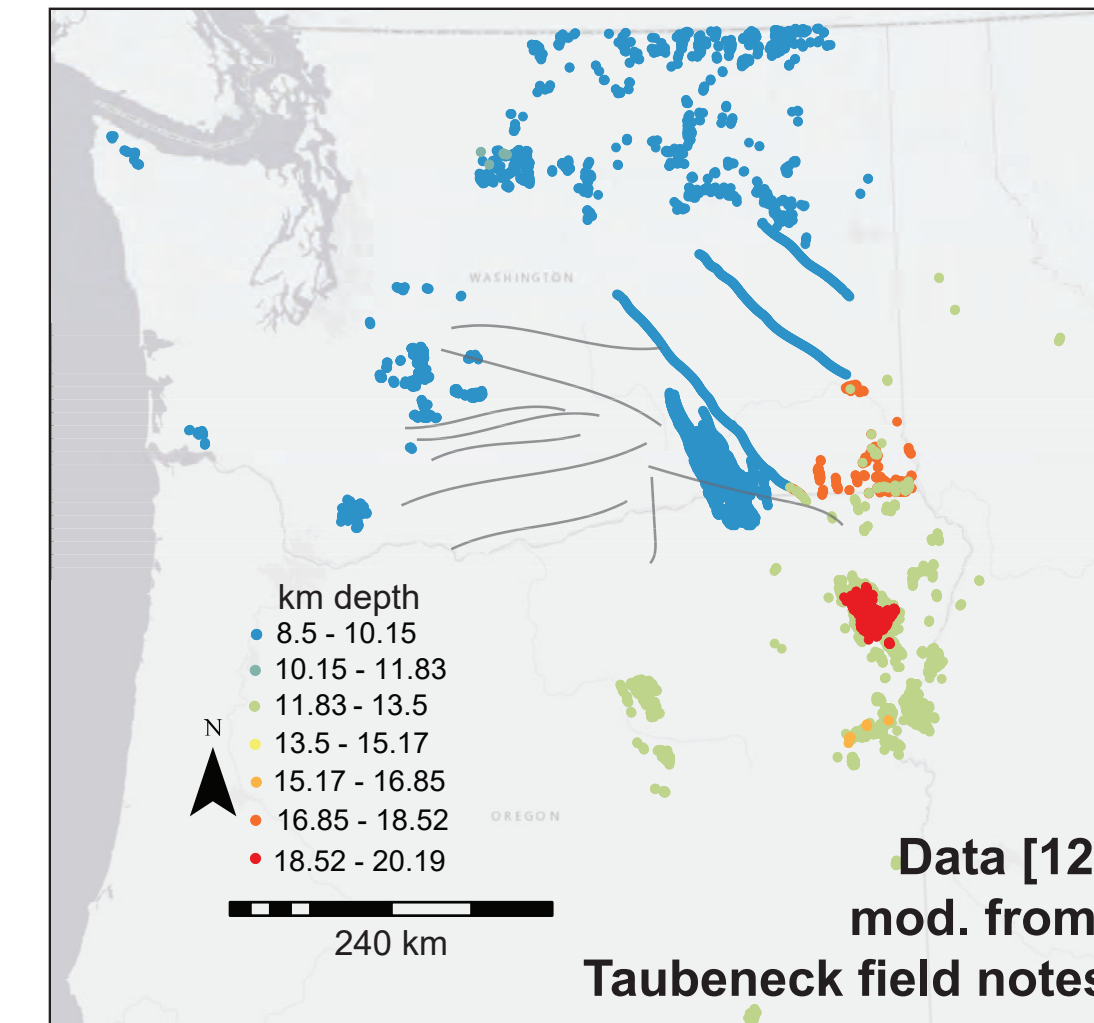 WASHINGTON
km depth
8.5 - 10.15
10.15 - 11.83
11.83 - 13.5
13.5 - 15.17
15.17 - 16.85
16.85 - 18.52
18.52 - 20.19
N
OREGON
240 km
Data [12
mod. from
Taubeneck field notes